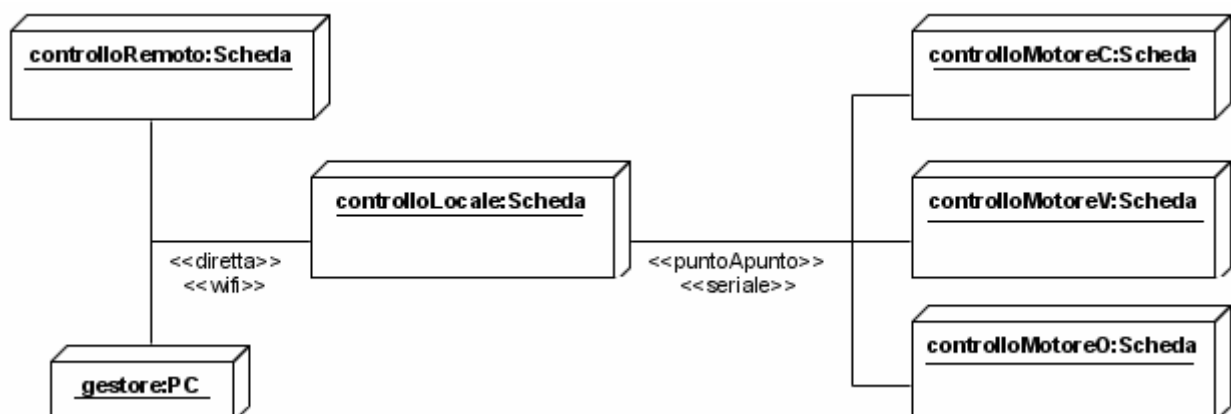 controlloRemoto:Scheda
controlloMotoreC:Scheda
controlloLocale:Scheda
controlloMotoreV:Scheda
<<diretta>>
<<wifi>>
<<puntoApunto>>
<<seriale>>
controlloMotoreO:Scheda
gestore:PC